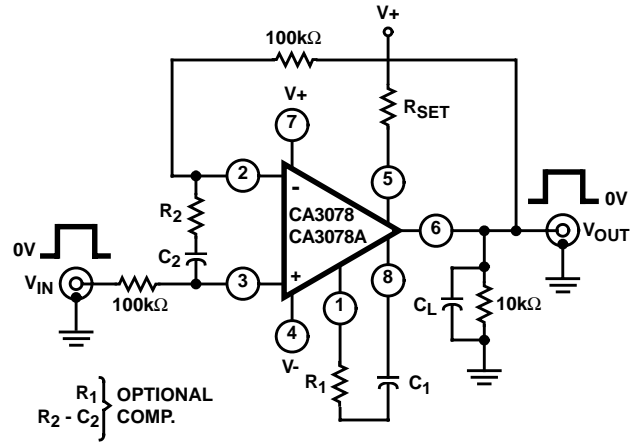 V+
100kΩ
RSET
V+
7
2
5
-
R2
CA3078
CA3078A
6
0V
VOUT
0V
C2
VIN
100kΩ
3
+
1
8
CL
10kΩ
4
V-
R1
C1
R1 } OPTIONAL
R2 - C2 } COMP.